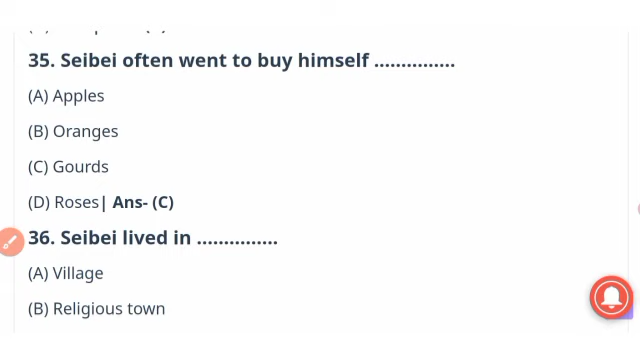 35. Seibei often went to buy himself ...............
(A) Apples
(B) Oranges
(C) Gourds
(D) Roses| Ans- (C)
36. Seibei lived in ...............
(A) Village
(B) Religious town